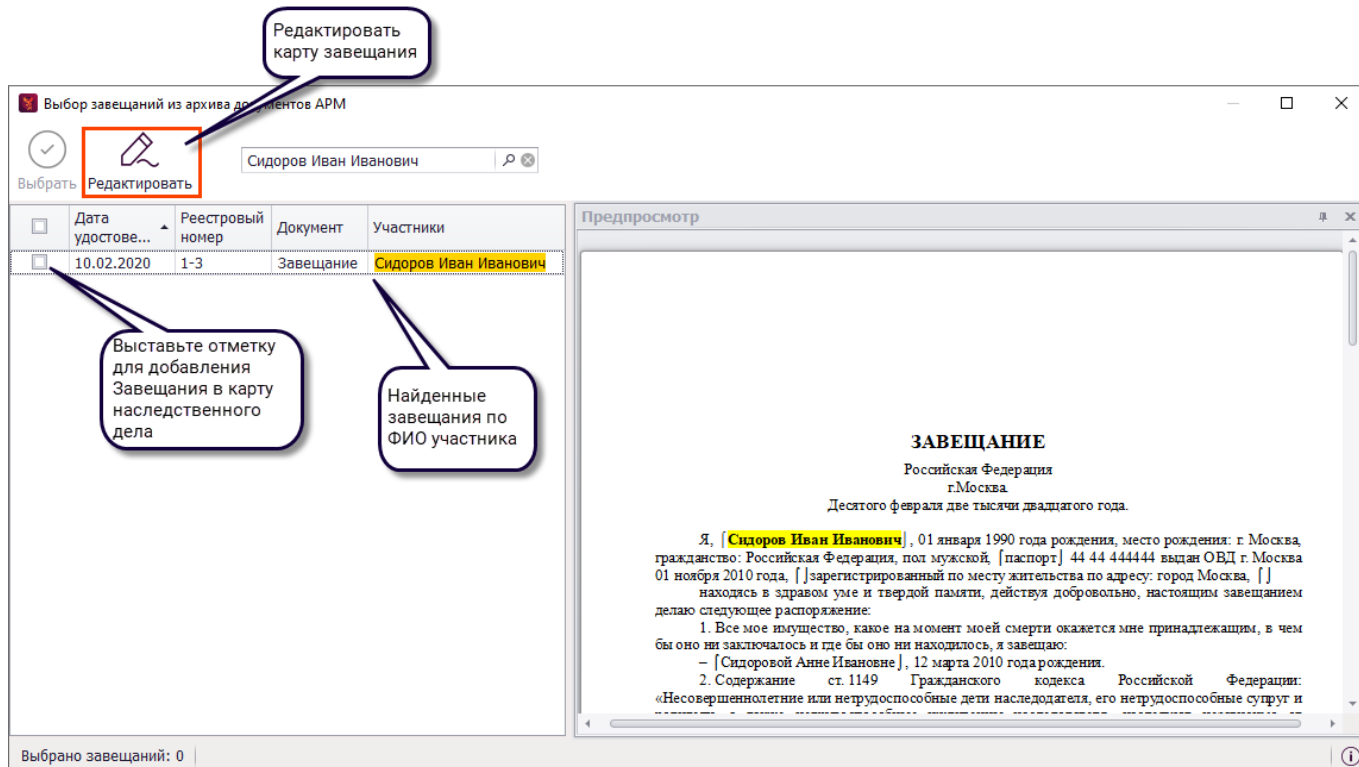 Редактировать
карту завещания
Выбор завещаний из архива документов АРМ
Выбрать
Редактировать
Сидоров Иван Иванович
Дата
удостове...
Реестровый
номер
Документ
Участники
10.02.2020 1-3 Завещание Сидоров Иван Иванович
Выставьте отметку
для добавления
Завещания в карту
наследственного
дела
Найденные
завещания по
ФИО участника
Предпросмотр
ЗАВЕЩАНИЕ
Российская Федерация
г.Москва.
Десятого февраля две тысячи двадцатого года.
Я, ⌈Сидоров Иван Иванович⌋, 01 января 1990 года рождения, место рождения: г. Москва,
гражданство: Российская Федерация, пол мужской, ⌈паспорт⌋ 44 44 444444 выдан ОВД г. Москва
01 ноября 2010 года, ⌈⌋зарегистрированный по месту жительства по адресу: город Москва, ⌈⌋
находясь в здравом уме и твердой памяти, действуя добровольно, настоящим завещанием
делаю следующее распоряжение:
1. Все мое имущество, какое на момент моей смерти окажется мне принадлежащим, в чем
бы оно ни заключалось и где бы оно ни находилось, я завещаю:
– ⌈Сидоровой Анне Ивановне⌋, 12 марта 2010 года рождения.
2. Содержание ст. 1149 Гражданского кодекса Российской Федерации:
«Несовершеннолетние или нетрудоспособные дети наследодателя, его нетрудоспособные супруг и
Выбрано завещаний: 0